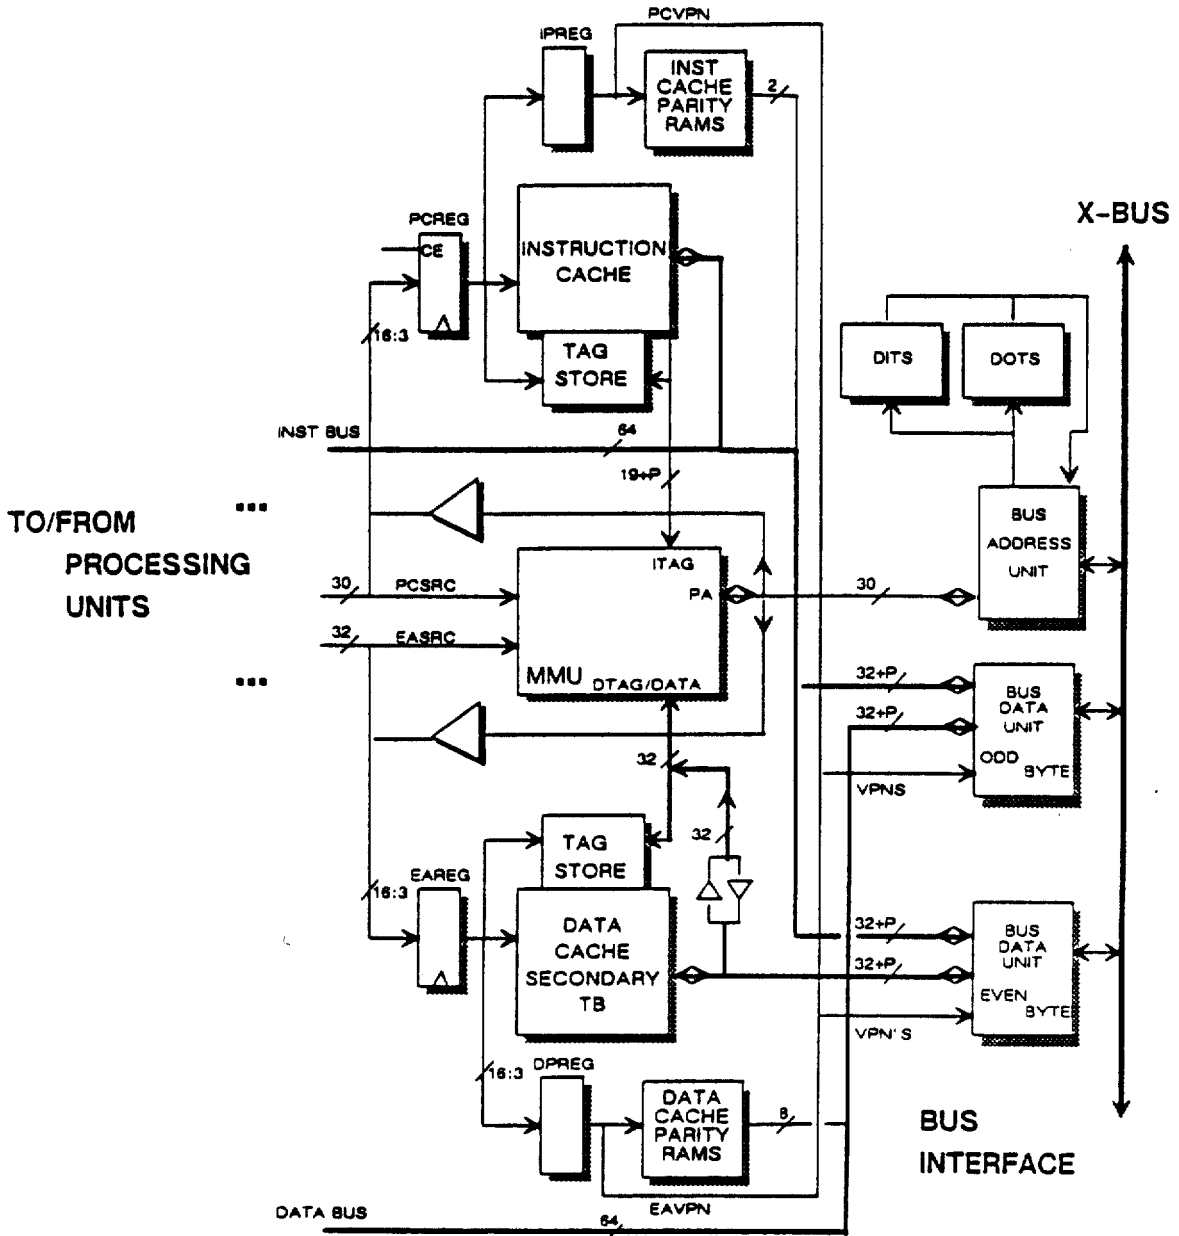 PCVPN
IPREG
INST
CACHE
PARITY
RAMS
2
X-BUS
PCREG
CE
INSTRUCTION
CACHE
16:3
TAG
STORE
DITS
DOTS
INST BUS
64
19+P
TO/FROM
PROCESSING
UNITS
...
BUS
ADDRESS
UNIT
ITAG
PA
30
PCSRC
30
32
EASRC
MMU
DTAG/DATA
...
32+P
32+P
BUS
DATA
UNIT
ODD
BYTE
VPNS
32
32
TAG
STORE
EAREG
16:3
DATA
CACHE
SECONDARY
TB
32+P
32+P
BUS
DATA
UNIT
EVEN
BYTE
VPN'S
16:3
DPREG
DATA
CACHE
PARITY
RAMS
8
BUS
INTERFACE
EAVPN
DATA BUS
64